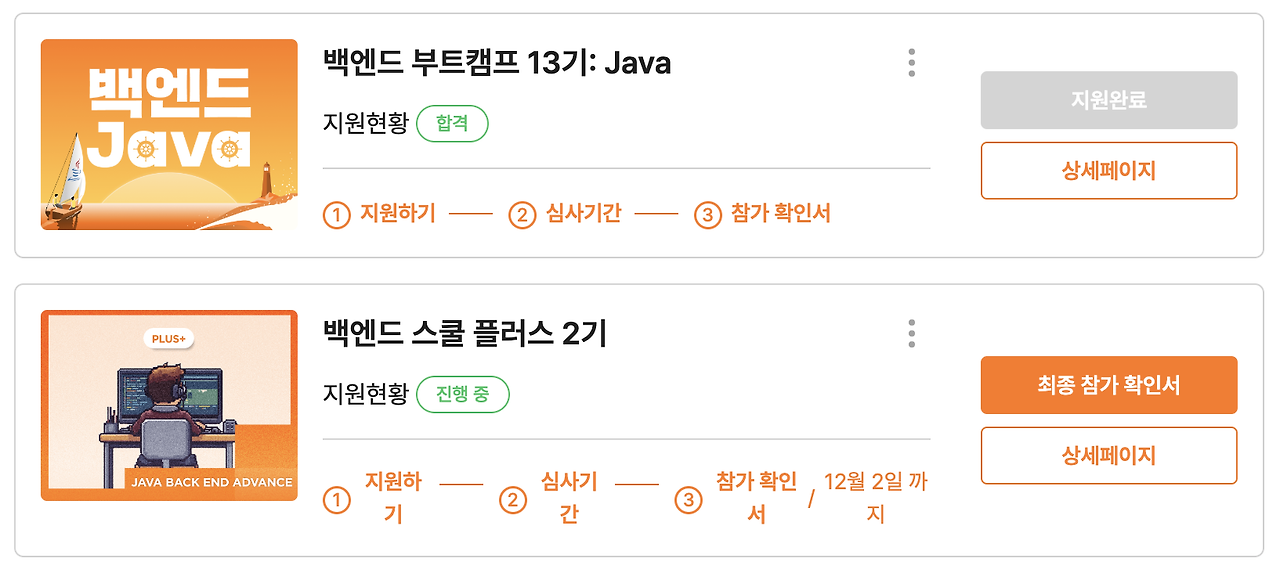 백엔드
Java
백엔드 부트캠프 13기: Java
지원현황 합격
① 지원하기 ② 심사기간 ③ 참가 확인서
지원완료
상세페이지
PLUS+
JAVA BACK END ADVANCE
백엔드 스쿨 플러스 2기
지원현황 진행 중
① 지원하
기
② 심사기
간
③ 참가 확인
서
/
12월 2일 까
지
최종 참가 확인서
상세페이지